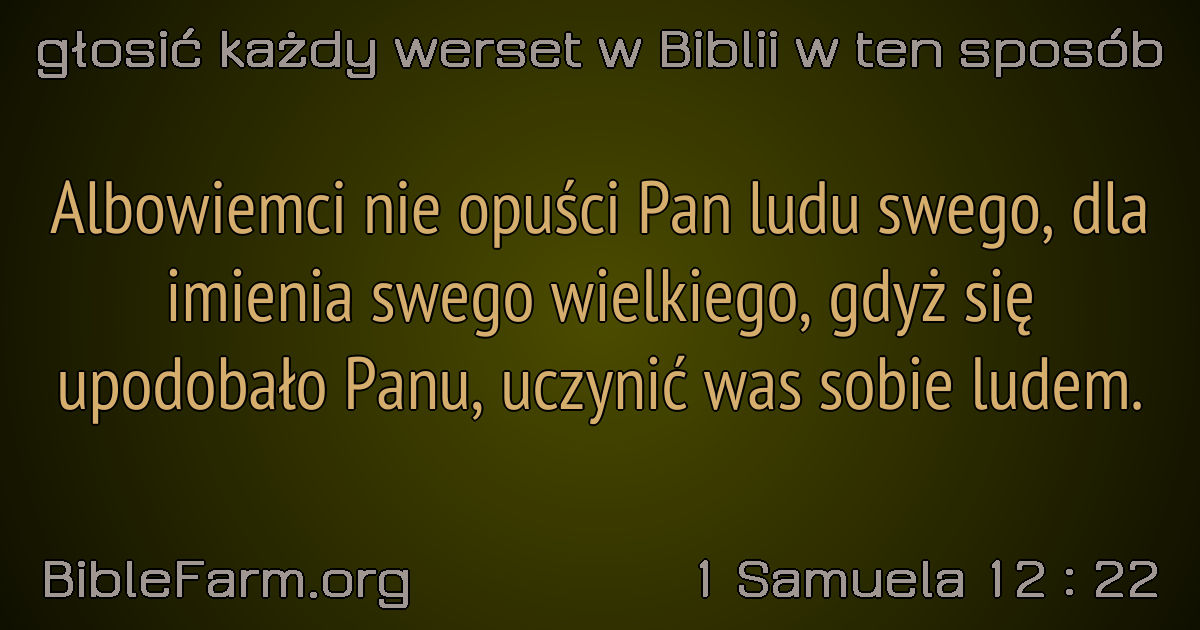 głosić każdy werset w Biblii w ten sposób
Albowiemci nie opuści Pan ludu swego, dla
imienia swego wielkiego, gdyż się
upodobało Panu, uczynić was sobie ludem.
BibleFarm.org
1 Samuela 12 : 22